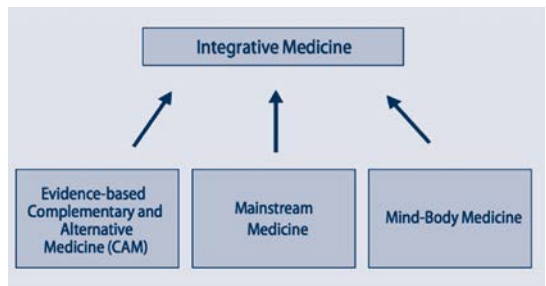 Integrative Medicine
Evidence-based
Complementary and
Alternative
Medicine (CAM)
Mainstream
Medicine
Mind-Body Medicine